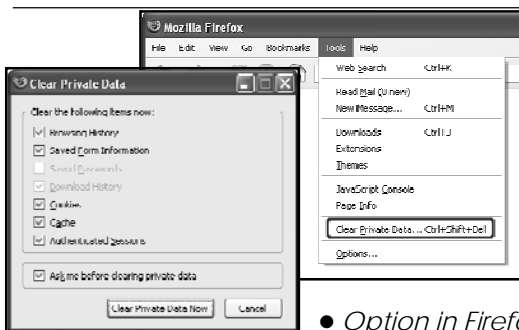 Mozilla Firefox
File Edit View Go Bookmarks Tools Help
Web Search Ctrl+K
Read Mail (0 new)
New Message... Ctrl+M
Downloads Ctrl+J
Extensions
Themes
JavaScript Console
Page Info
Clear Private Data... Ctrl+Shift+Del
Options...
Clear Private Data
Clear the following items now:
Browsing History
Saved Form Information
Saved Passwords
Download History
Cookies
Cache
Authenticated Sessions
Ask me before clearing private data
Clear Private Data Now Cancel
● Option in Firefo